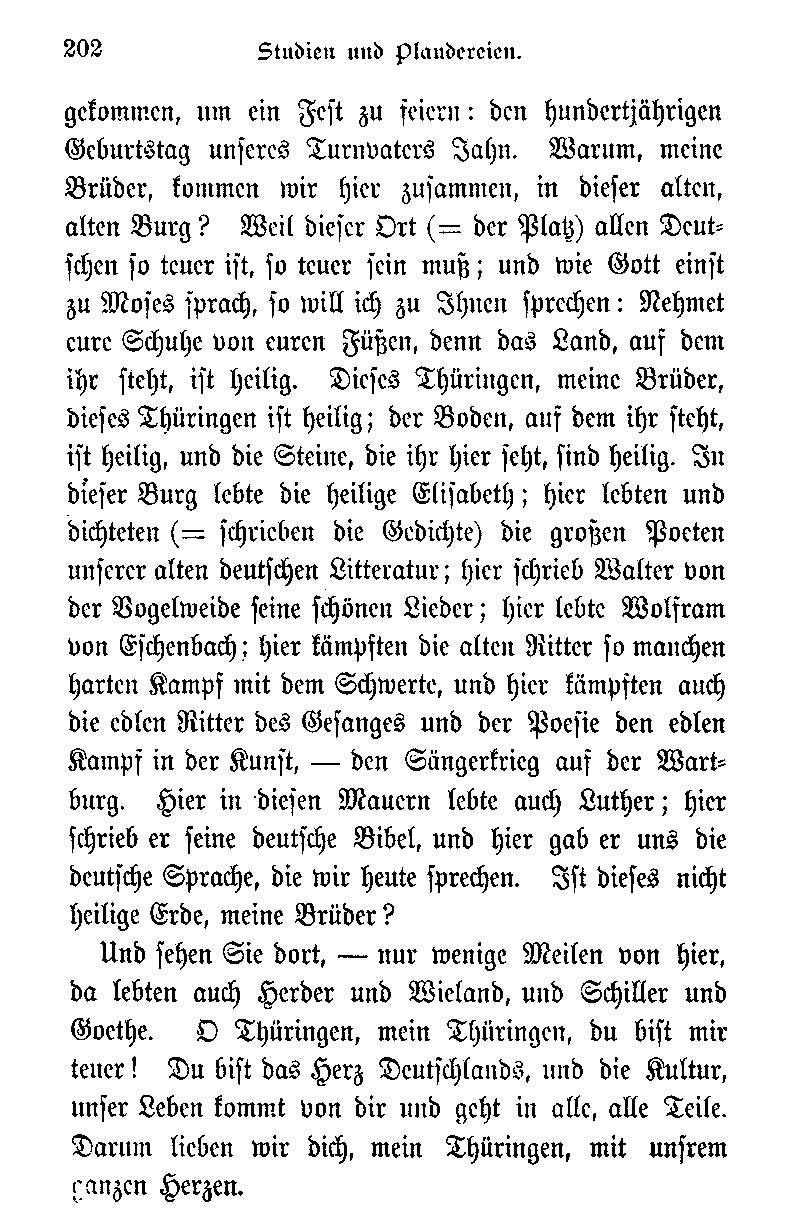 202 Studien und Plaudereien.
gekommen, um ein Fest zu feiern: den hundertjährigen
Geburtstag unseres Turnvaters Jahn. Warum, meine
Brüder, kommen wir hier zusammen, in dieser alten,
alten Burg? Weil dieser Ort (= der Platz) allen Deut-
schen so teuer ist, so teuer sein muß; und wie Gott einst
zu Moses sprach, so will ich zu Ihnen sprechen: Nehmet
eure Schuhe von euren Füßen, denn das Land, auf dem
ihr steht, ist heilig. Dieses Thüringen, meine Brüder,
dieses Thüringen ist heilig; der Boden, auf dem ihr steht,
ist heilig, und die Steine, die ihr hier seht, sind heilig. In
dieser Burg lebte die heilige Elisabeth; hier lebten und
dichteten (= schrieben die Gedichte) die großen Poeten
unserer alten deutschen Litteratur; hier schrieb Walter von
der Vogelweide seine schönen Lieder; hier lebte Wolfram
von Eschenbach; hier kämpften die alten Ritter so manchen
harten Kampf mit dem Schwerte, und hier kämpften auch
die edlen Ritter des Gesanges und der Poesie den edlen
Kampf in der Kunst, — den Sängerkrieg auf der Wart-
burg. Hier in diesen Mauern lebte auch Luther; hier
schrieb er seine deutsche Bibel, und hier gab er uns die
deutsche Sprache, die wir heute sprechen. Ist dieses nicht
heilige Erde, meine Brüder?
Und sehen Sie dort, — nur wenige Meilen von hier,
da lebten auch Herder und Wieland, und Schiller und
Goethe. O Thüringen, mein Thüringen, du bist mir
teuer! Du bist das Herz Deutschlands, und die Kultur,
unser Leben kommt von dir und geht in alle, alle Teile.
Darum lieben wir dich, mein Thüringen, mit unsrem
ganzen Herzen.